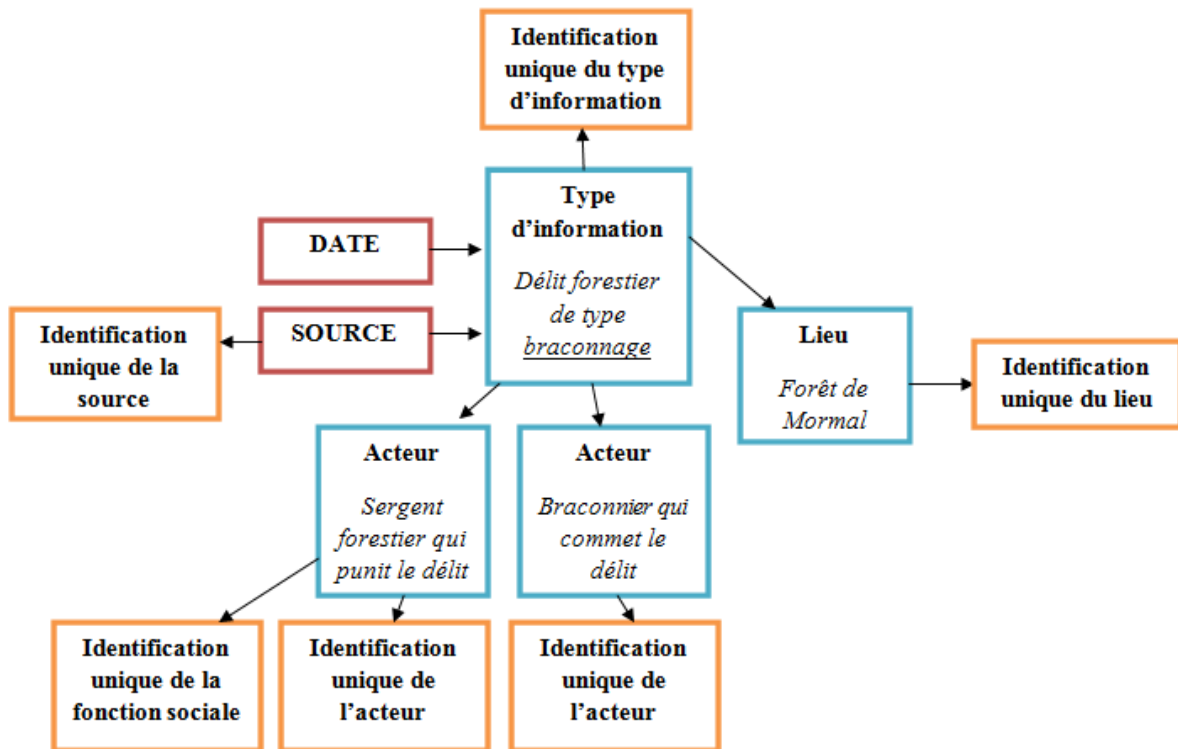 Identification
unique du type
d’information
Type
d’information
Délit forestier
de type
braconnage
DATE
SOURCE
Identification
unique de la
source
Lieu
Forêt de
Mormal
Identification
unique du lieu
Acteur
Sergent
forestier qui
punit le délit
Acteur
Braconnier qui
commet le
délit
Identification
unique de la
fonction sociale
Identification
unique de
l’acteur
Identification
unique de
l’acteur